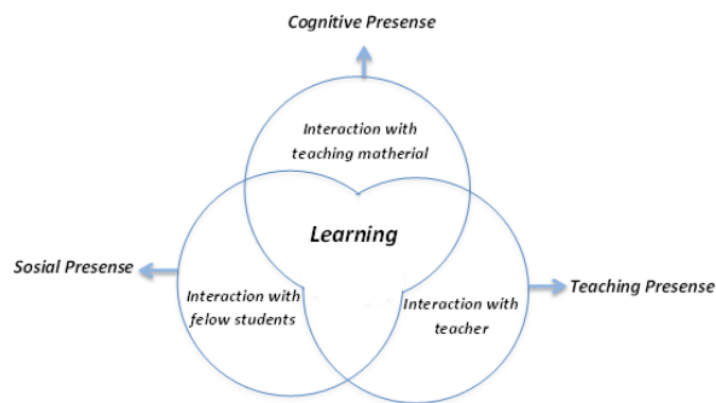 Cognitive Presense
Interaction with
teaching matherial
Learning
Sosial Presense
Interaction with
felow students
Interaction with
teacher
Teaching Presense